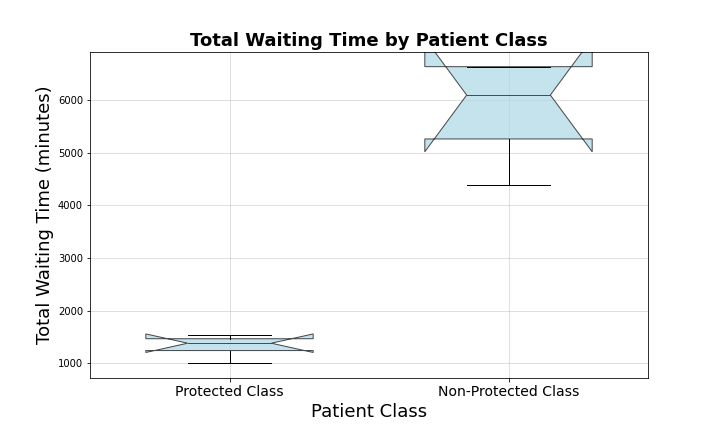 Total Waiting Time by Patient Class
Total Waiting Time (minutes)
6000
5000
4000
3000
2000
1000
Protected Class
Non-Protected Class
Patient Class